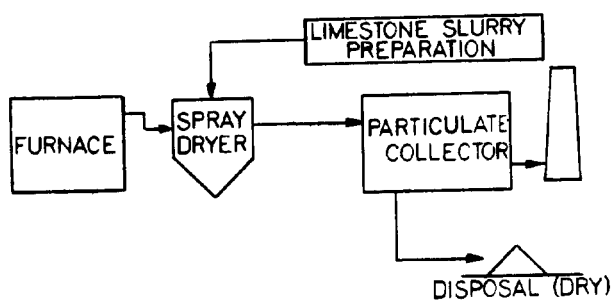 LIMESTONE SLURRY
PREPARATION
FURNACE
SPRAY
DRYER
PARTICULATE
COLLECTOR
DISPOSAL (DRY)